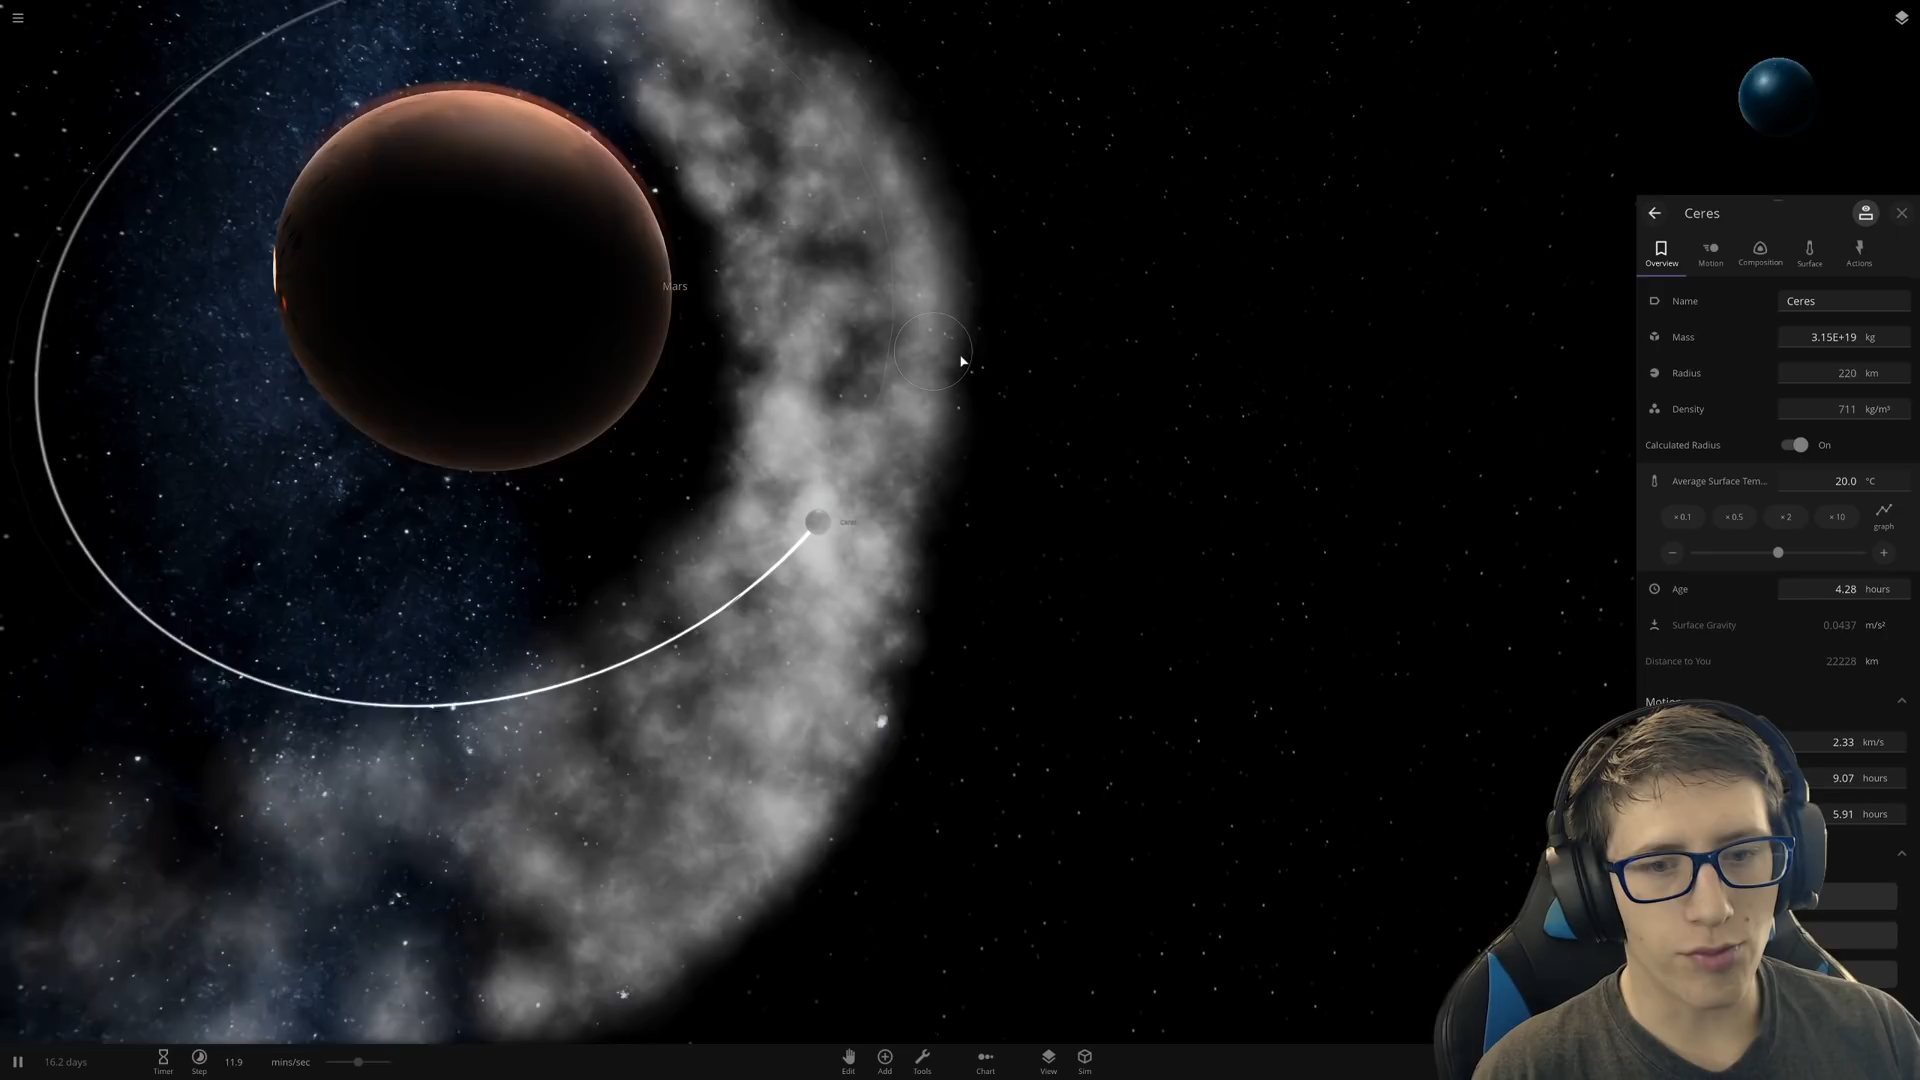 Mars
Ceres
Ceres
Overview
Motion
Composition
Surface
Actions
Name
Ceres
Mass
3.15E+19 kg
Radius
220 km
Density
711 kg/m³
Calculated Radius
On
Average Surface Tem...
20.0 °C
× 0.1
× 0.5
× 2
× 10
graph
Age
4.28 hours
Surface Gravity
0.0437 m/s²
Distance to You
22228 km
Motion
2.33 km/s
9.07 hours
5.91 hours
16.2 days
Timer
Step
11.9 mins/sec
Edit
Add
Tools
Chart
View
Sim